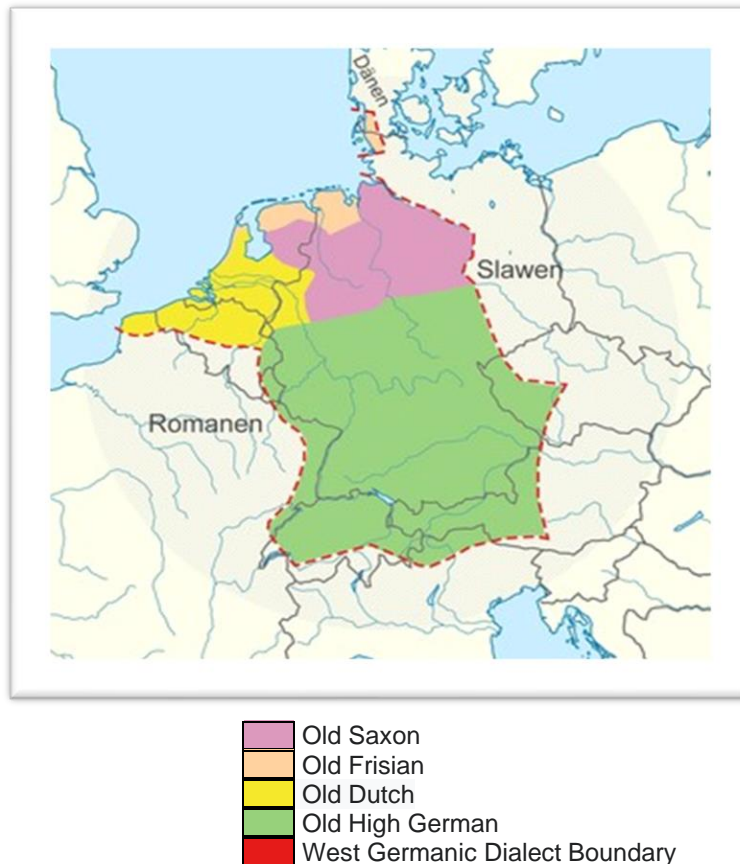 Dänen
Slawen
Romanen
Old Saxon
Old Frisian
Old Dutch
Old High German
West Germanic Dialect Boundary